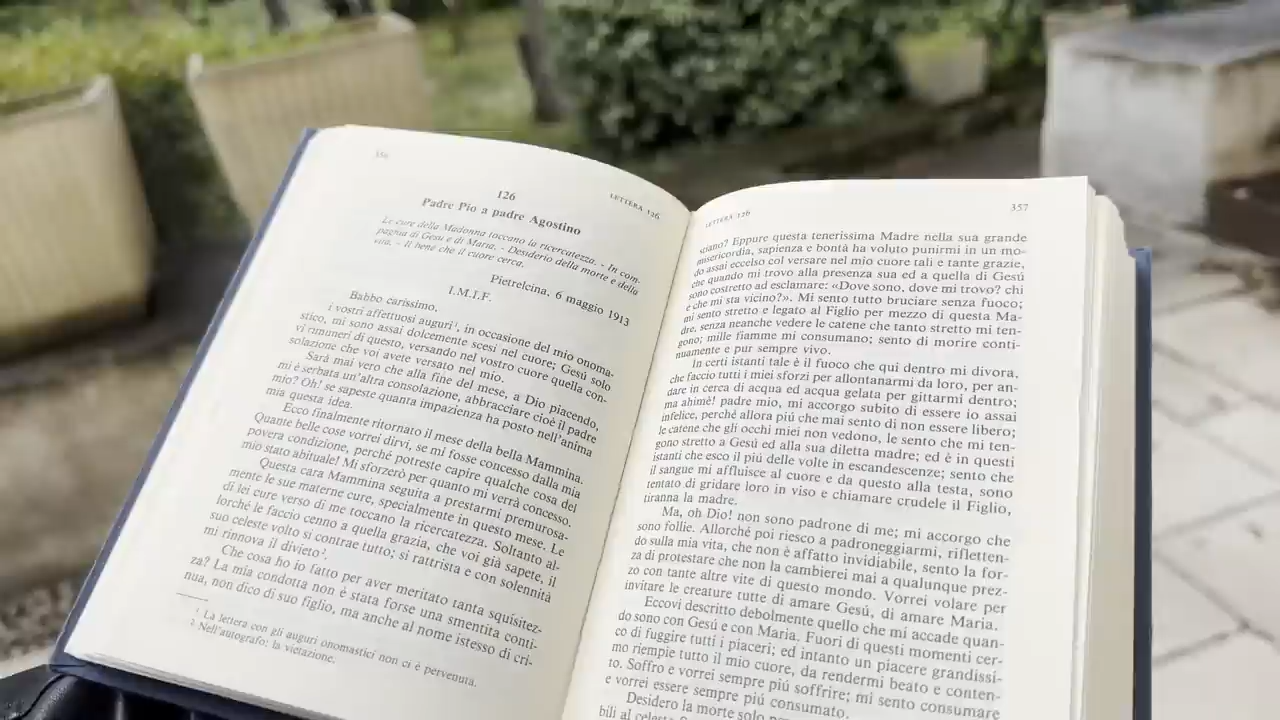 356
LETTERA 126
126
Padre Pio a padre Agostino
Le cure della Madonna toccano la ricercatezza. - In com-
pagnia di Gesú e di Maria. - Desiderio della morte e della
vita. - Il bene che il cuore cerca.
Pietrelcina, 6 maggio 1913
I.M.I.F.
Babbo carissimo,
i vostri affettuosi auguri¹, in occasione del mio onoma-
stico, mi sono assai dolcemente scesi nel cuore; Gesú solo
vi rimuneri di questo, versando nel vostro cuore quella con-
solazione che voi avete versato nel mio.
Sarà mai vero che alla fine del mese, a Dio piacendo,
mi è serbata un'altra consolazione, abbracciare cioè il padre
mio? Oh! se sapeste quanta impazienza ha posto nell'anima
mia questa idea.
Ecco finalmente ritornato il mese della bella Mammina.
Quante belle cose vorrei dirvi, se mi fosse concesso dalla mia
povera condizione, perché potreste capire qualche cosa del
mio stato abituale! Mi sforzerò per quanto mi verrà concesso.
Questa cara Mammina seguita a prestarmi premurosa-
mente le sue materne cure, specialmente in questo mese. Le
di lei cure verso di me toccano la ricercatezza. Soltanto al-
lorché le faccio cenno a quella grazia, che voi già sapete, il
suo celeste volto si contrae tutto; si rattrista e con solennità
mi rinnova il divieto².
Che cosa ho io fatto per aver meritato tanta squisitez-
za? La mia condotta non è stata forse una smentita conti-
nua, non dico di suo figlio, ma anche al nome istesso di cri-
¹ La lettera con gli auguri onomastici non ci è pervenuta.
² Nell'autografo: la vietazione.
LETTERA 126
357
stiano? Eppure questa tenerissima Madre nella sua grande
misericordia, sapienza e bontà ha voluto punirmi in un mo-
do assai eccelso col versare nel mio cuore tali e tante grazie,
che quando mi trovo alla presenza sua ed a quella di Gesú
sono costretto ad esclamare: «Dove sono, dove mi trovo? chi
è che mi sta vicino?». Mi sento tutto bruciare senza fuoco;
mi sento stretto e legato al Figlio per mezzo di questa Ma-
dre, senza neanche vedere le catene che tanto stretto mi ten-
gono; mille fiamme mi consumano; sento di morire conti-
nuamente e pur sempre vivo.
In certi istanti tale è il fuoco che qui dentro mi divora,
che faccio tutti i miei sforzi per allontanarmi da loro, per an-
dare in cerca di acqua ed acqua gelata per gittarmi dentro;
ma ahimè! padre mio, mi accorgo subito di essere io assai
infelice, perché allora piú che mai sento di non essere libero;
le catene che gli occhi miei non vedono, le sento che mi ten-
gono stretto a Gesú ed alla sua diletta madre; ed è in questi
istanti che esco il piú delle volte in escandescenze; sento che
il sangue mi affluisce al cuore e da questo alla testa, sono
tentato di gridare loro in viso e chiamare crudele il Figlio,
tiranna la madre.
Ma, oh Dio! non sono padrone di me; mi accorgo che
sono follie. Allorché poi riesco a padroneggiarmi, rifletten-
do sulla mia vita, che non è affatto invidiabile, sento la for-
za di protestare che non la cambierei mai a qualunque prez-
zo con tante altre vite di questo mondo. Vorrei volare per
invitare le creature tutte di amare Gesú, di amare Maria.
Eccovi descritto debolmente quello che mi accade quan-
do sono con Gesú e con Maria. Fuori di questi momenti cer-
co di fuggire tutti i piaceri; ed intanto un piacere grandissi-
mo riempie tutto il mio cuore, da rendermi beato e conten-
to. Soffro e vorrei sempre piú soffrire; mi sento consumare
e vorrei essere sempre piú consumato.
Desidero la morte solo
bili al